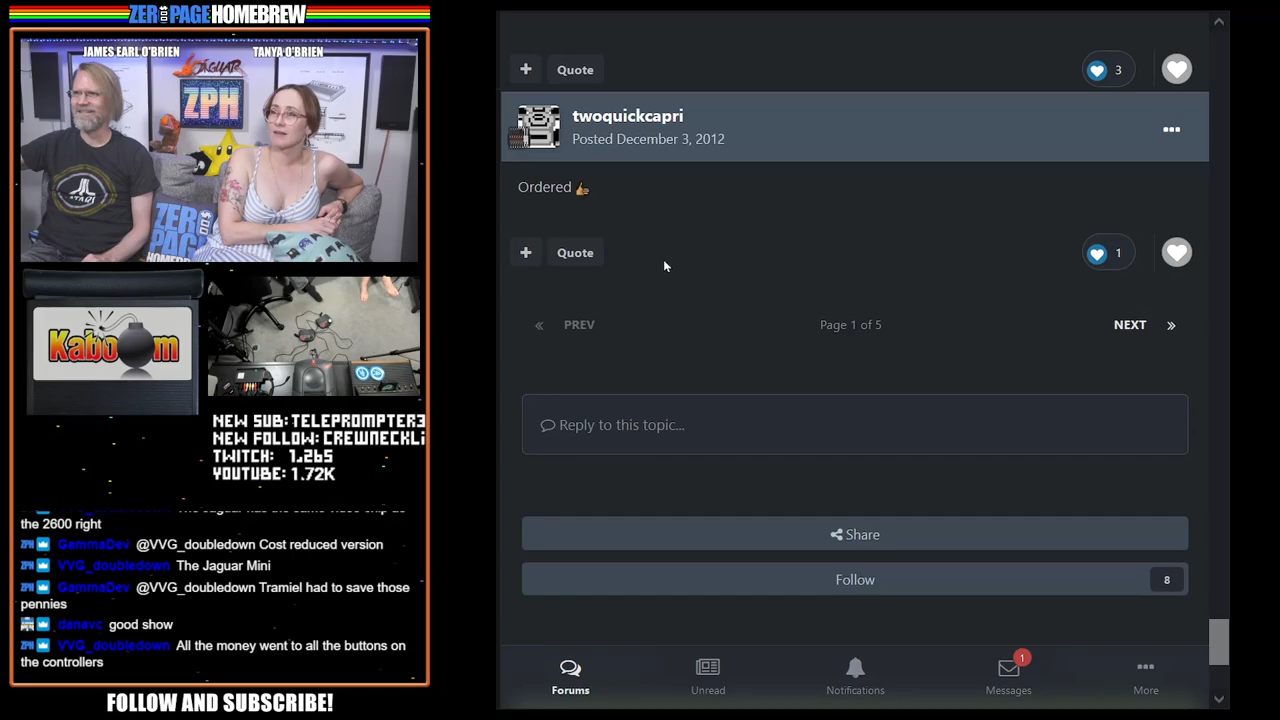 ZERO PAGE HOMEBREW
JAMES EARL O'BRIEN
TANYA O'BRIEN
JAGUAR
ZPH
ATARI
ZERO
PAGE
Kaboom
NEW SUB: TELEPROMPTER3
NEW FOLLOW: CREWNECKLI
TWITCH: 1,265
YOUTUBE: 1.72K
the 2600 right
GammaDev @VVG_doubledown Cost reduced version
VVG_doubledown The Jaguar Mini
GammaDev @VVG_doubledown Tramiel had to save those
pennies
danavc good show
VVG_doubledown All the money went to all the buttons on
the controllers
FOLLOW AND SUBSCRIBE!
+ Quote
3
twoquickcapri
Posted December 3, 2012
Ordered 👍
+ Quote
1
« PREV
Page 1 of 5
NEXT »
Reply to this topic...
Share
Follow
8
Forums
Unread
Notifications
1
Messages
More